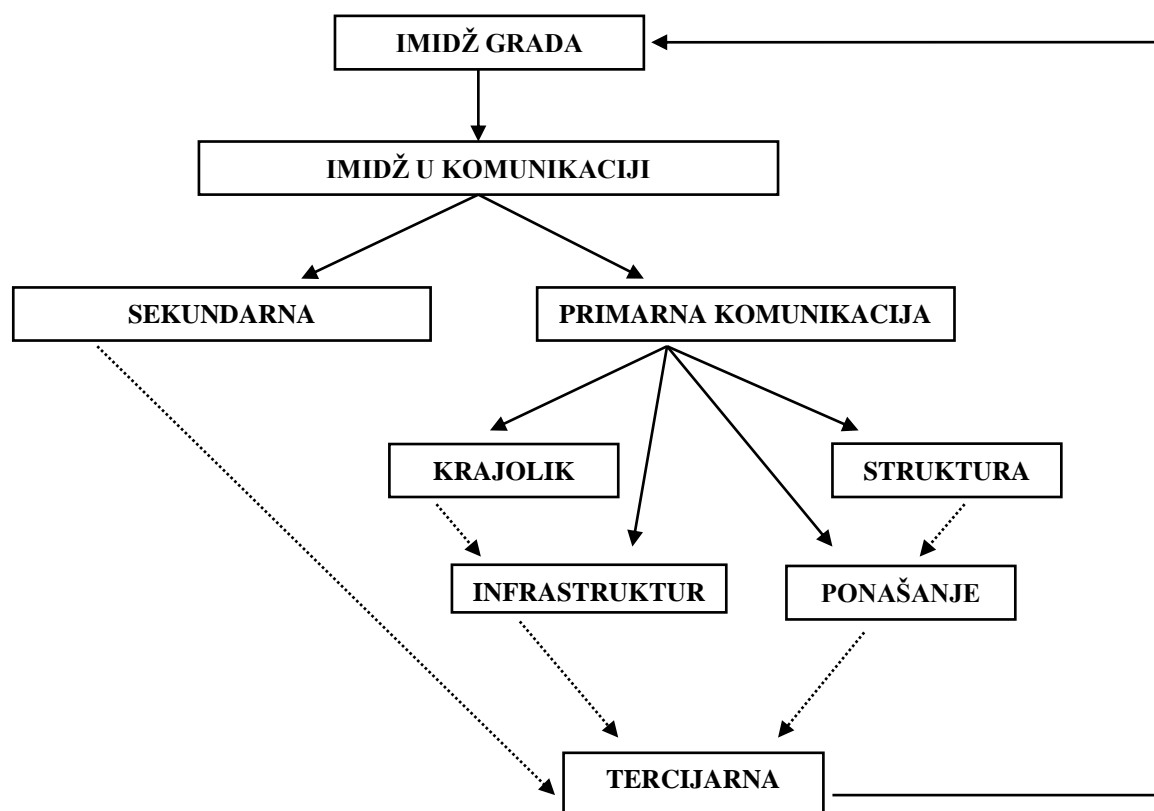 IMIDŽ GRADA
IMIDŽ U KOMUNIKACIJI
SEKUNDARNA
PRIMARNA KOMUNIKACIJA
KRAJOLIK
STRUKTURA
INFRASTRUKTUR
PONAŠANJE
TERCIJARNA